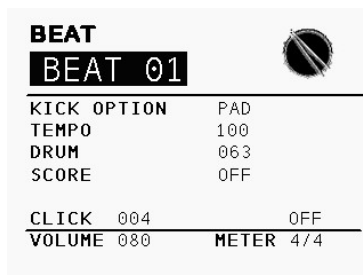 BEAT
BEAT 01
KICK OPTION PAD
TEMPO 100
DRUM 063
SCORE OFF
CLICK 004 OFF
VOLUME 080 METER 4/4